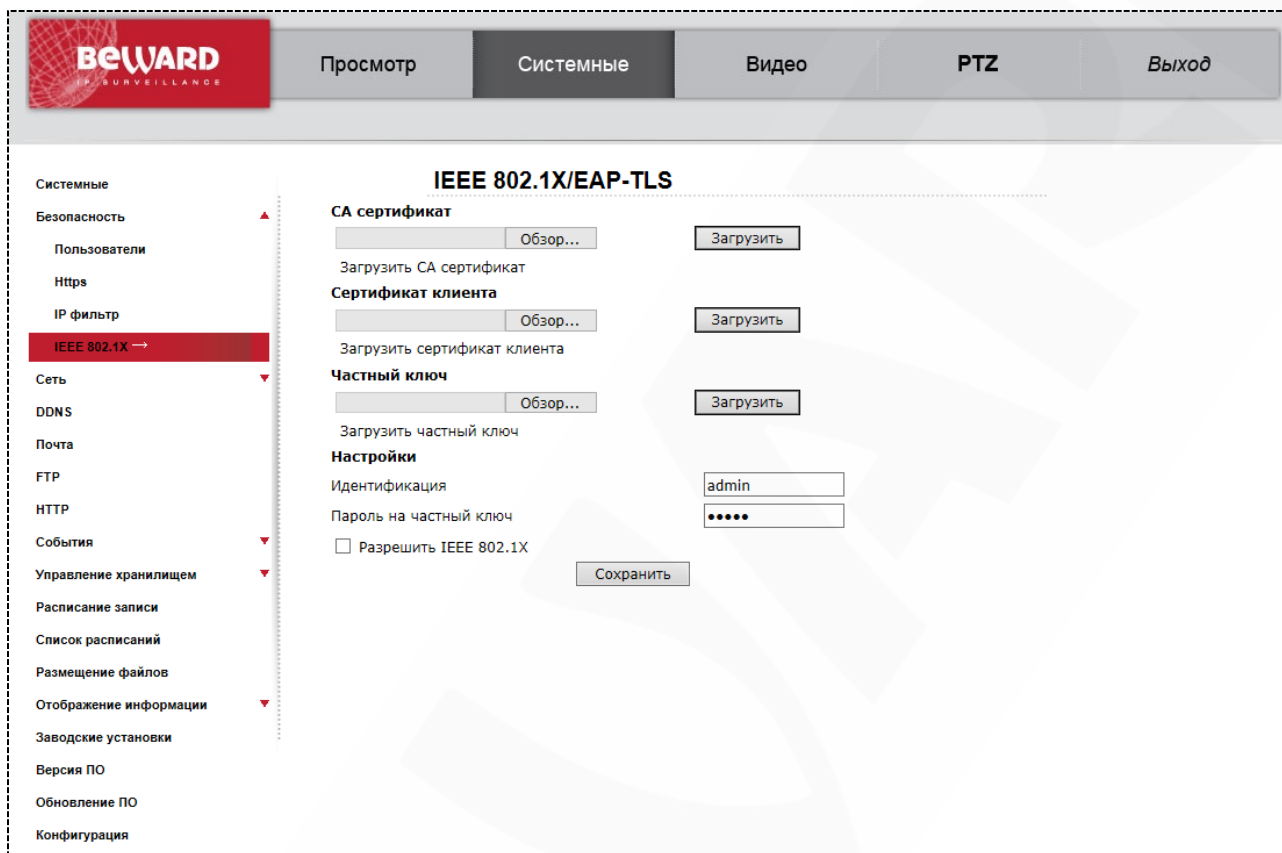 BEWARD
IP SURVEILLANCE
Просмотр
Системные
Видео
PTZ
Выход
Системные
Безопасность
Пользователи
Https
IP фильтр
IEEE 802.1X →
Сеть
DDNS
Почта
FTP
HTTP
События
Управление хранилищем
Расписание записи
Список расписаний
Размещение файлов
Отображение информации
Заводские установки
Версия ПО
Обновление ПО
Конфигурация
IEEE 802.1X/EAP-TLS
CA сертификат
Обзор... Загрузить
Загрузить CA сертификат
Сертификат клиента
Обзор... Загрузить
Загрузить сертификат клиента
Частный ключ
Обзор... Загрузить
Загрузить частный ключ
Настройки
Идентификация admin
Пароль на частный ключ •••••
Разрешить IEEE 802.1X
Сохранить